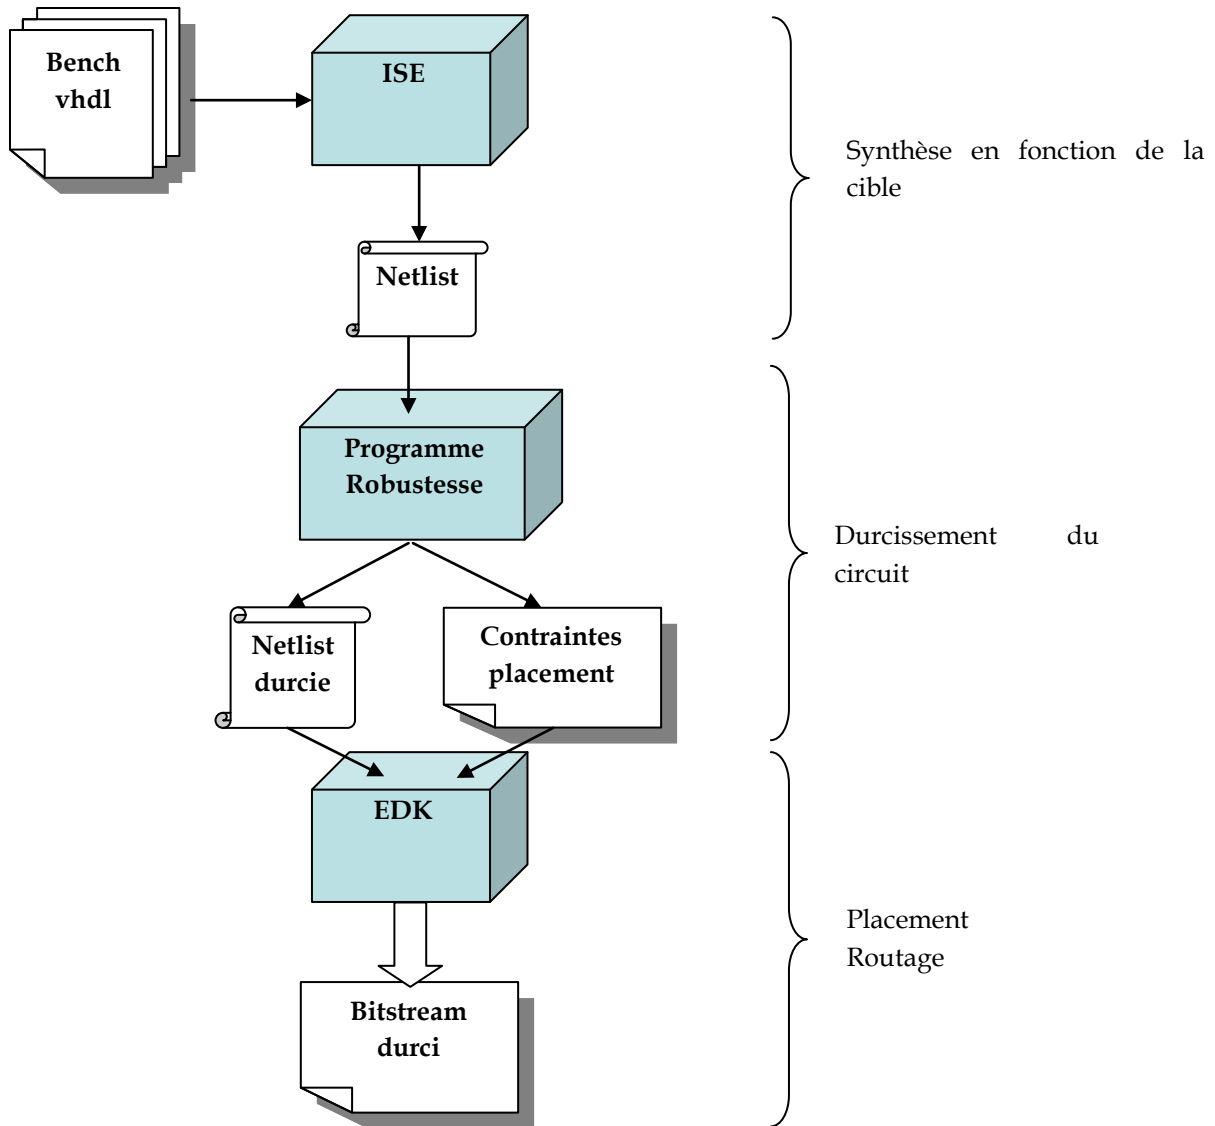 Bench
vhdl
ISE
Synthèse en fonction de la
cible
Netlist
Programme
Robustesse
Durcissement du
circuit
Netlist
durcie
Contraintes
placement
EDK
Placement
Routage
Bitstream
durci